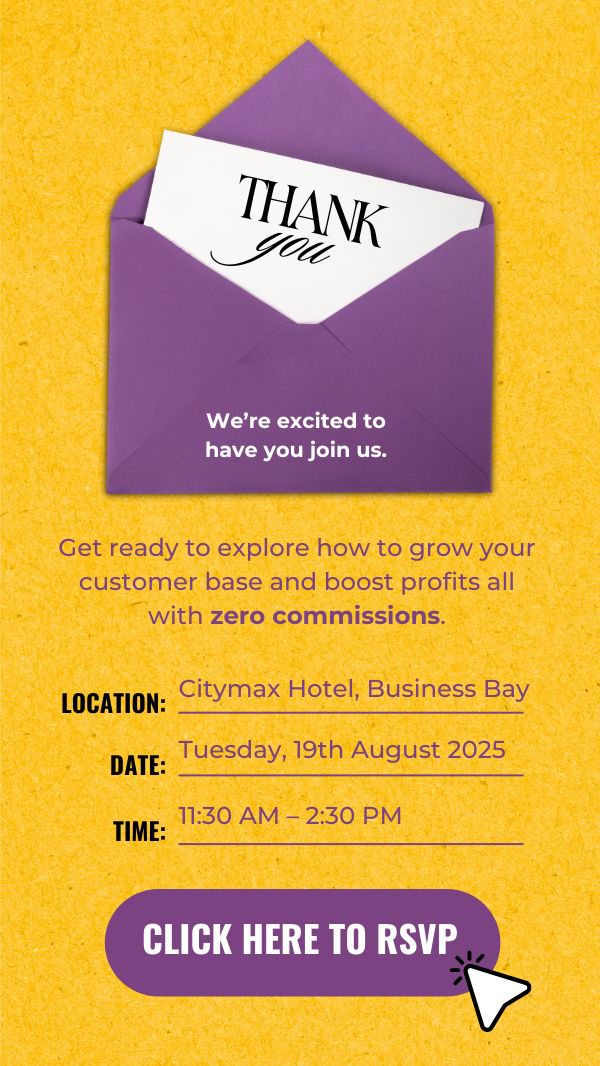 THANK
you
We’re excited to
have you join us.
Get ready to explore how to grow your
customer base and boost profits all
with zero commissions.
LOCATION: Citymax Hotel, Business Bay
DATE: Tuesday, 19th August 2025
TIME: 11:30 AM – 2:30 PM
CLICK HERE TO RSVP